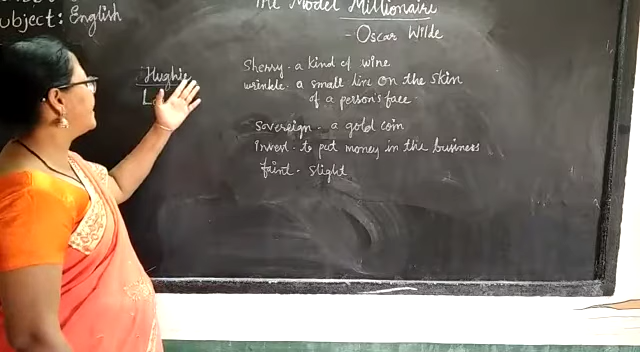 Subject: English
The Model Millionaire
- Oscar Wilde
Hughie
L
Sherry - a kind of wine
wrinkle - a small line on the skin
of a person's face.
Sovereign - a gold coin
Invest - to put money in the business
faint - slight